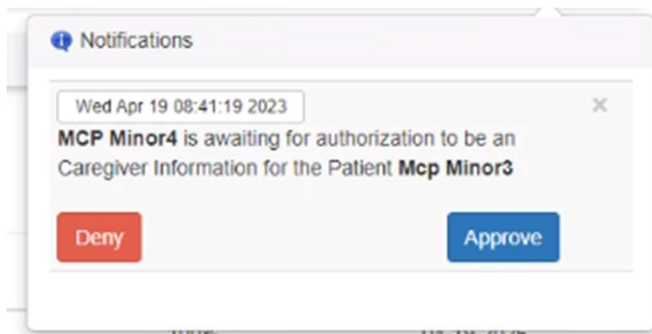 Notifications
Wed Apr 19 08:41:19 2023
MCP Minor4 is awaiting for authorization to be an
Caregiver Information for the Patient Mcp Minor3
Deny
Approve